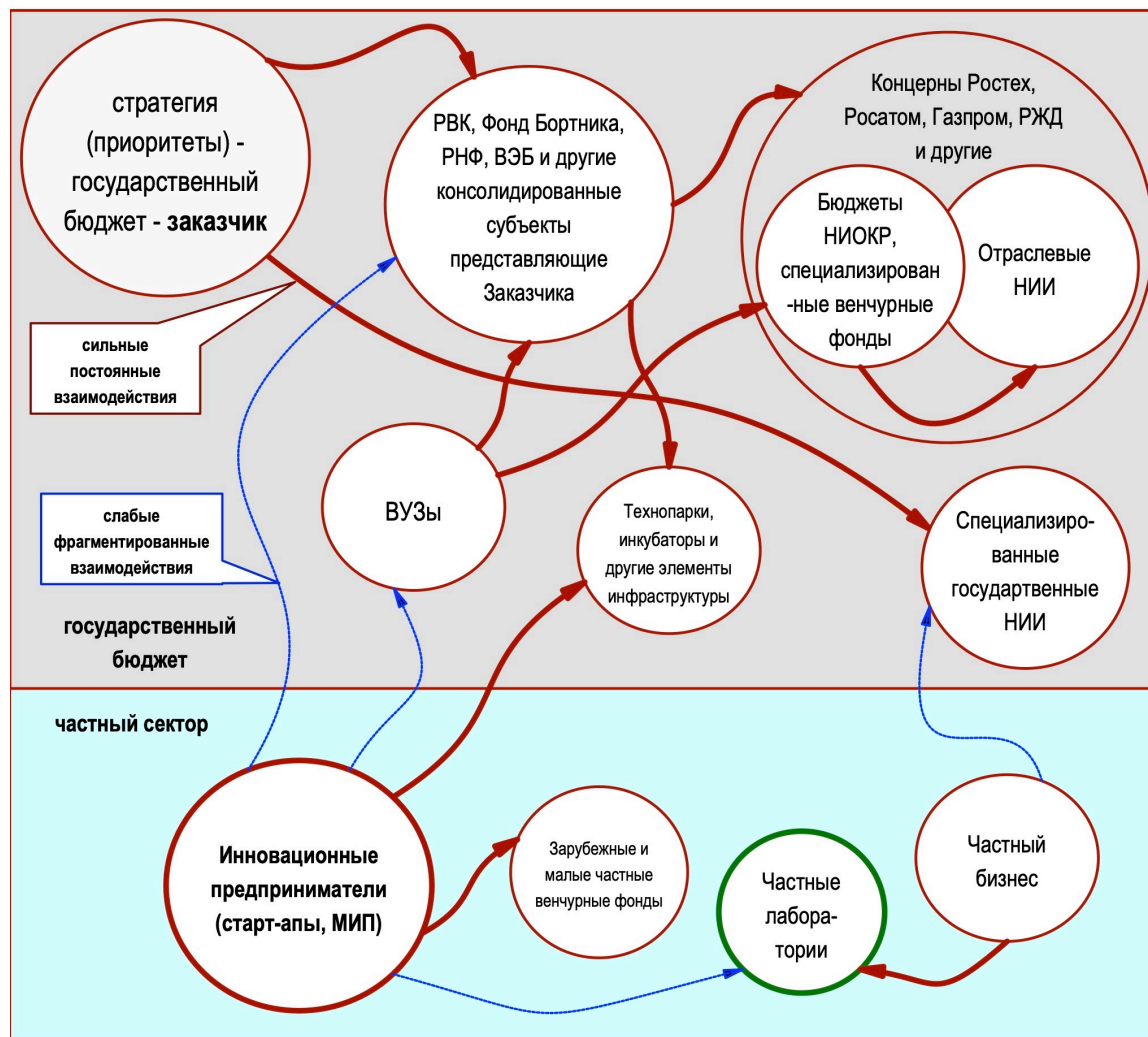 стратегия
(приоритеты) -
государственный
бюджет - заказчик
РВК, Фонд Бортника,
РНФ, ВЭБ и другие
консолидированные
субъекты
представляющие
Заказчика
Концерны Ростех,
Росатом, Газпром, РЖД
и другие
Бюджеты
НИОКР,
специализирован
-ные венчурные
фонды
Отраслевые
НИИ
сильные
постоянные
взаимодействия
ВУЗы
Технопарки,
инкубаторы и
другие элементы
инфраструктуры
Специализиро-
ванные
государтвенные
НИИ
слабые
фрагментированные
взаимодействия
государственный
бюджет
частный сектор
Инновационные
предприниматели
(старт-апы, МИП)
Зарубежные и
малые частные
венчурные фонды
Частные
лабора-
тории
Частный
бизнес